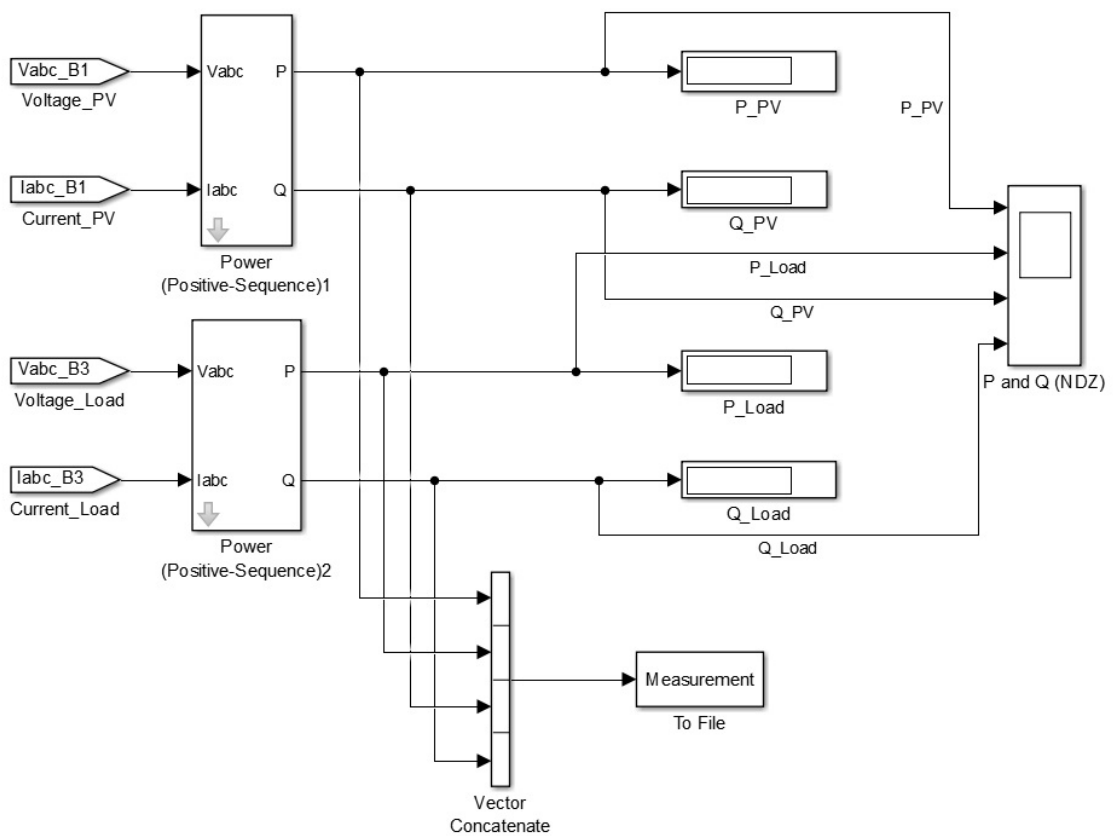 Vabc_B1
Voltage_PV
Iabc_B1
Current_PV
Vabc
P
Iabc
Q
Power
(Positive-Sequence)1
P_PV
P_PV
Q_PV
P_Load
Q_PV
P and Q (NDZ)
Vabc_B3
Voltage_Load
Iabc_B3
Current_Load
Vabc
P
Iabc
Q
Power
(Positive-Sequence)2
P_Load
Q_Load
Q_Load
Measurement
To File
Vector
Concatenate